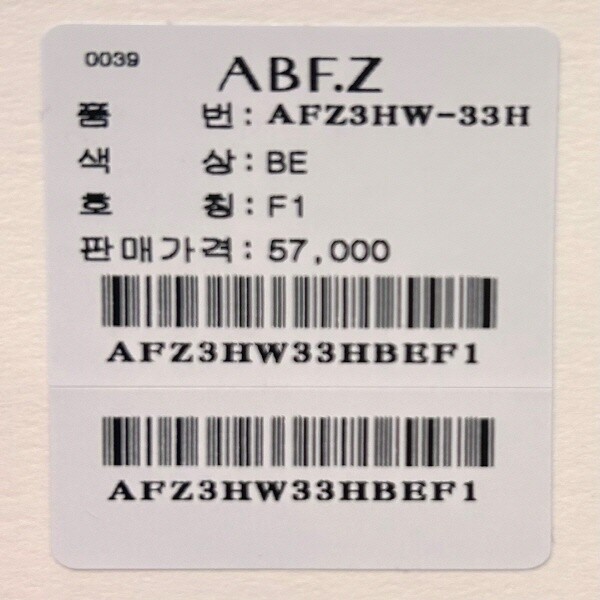 0039
ABF.Z
품 번: AFZ3HW-33H
색 상: BE
호 칭: F1
판매가격: 57,000
AFZ3HW33HBEF1
AFZ3HW33HBEF1